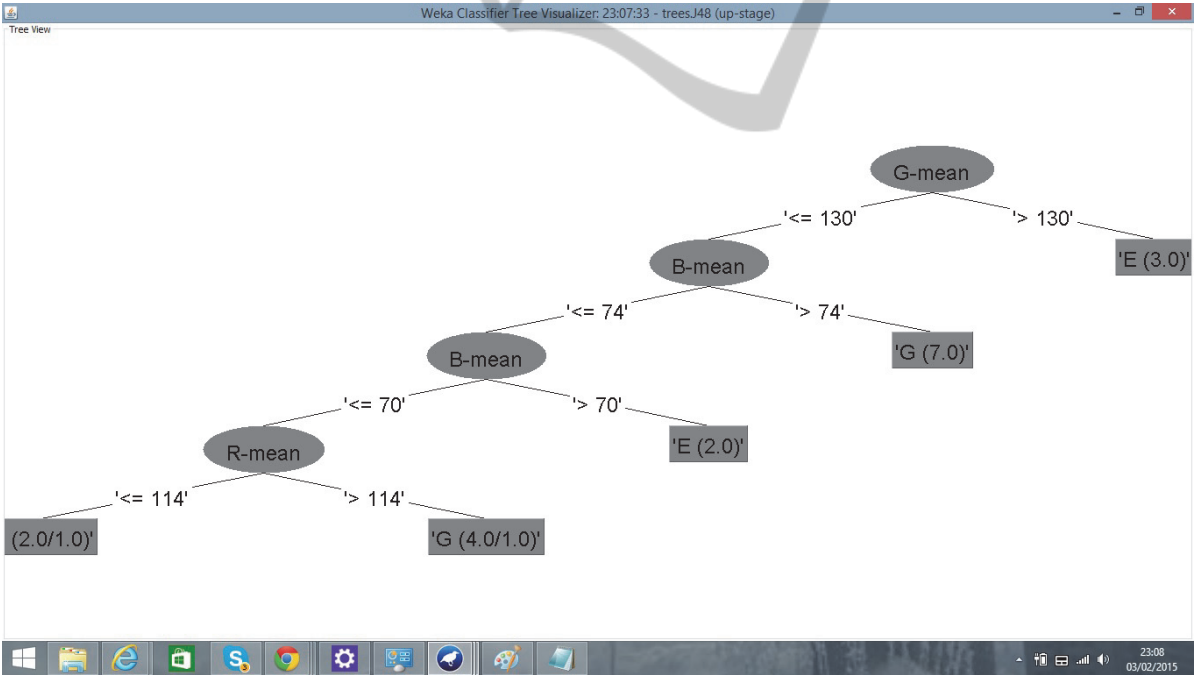 Weka Classifier Tree Visualizer: 23:07:33 - trees.J48 (up-stage)
Tree View
G-mean
'<= 130'
'> 130'
B-mean
'E (3.0)'
'<= 74'
'> 74'
B-mean
'G (7.0)'
'<= 70'
'> 70'
R-mean
'E (2.0)'
'<= 114'
'> 114'
(2.0/1.0)'
'G (4.0/1.0)'
23:08
03/02/2015